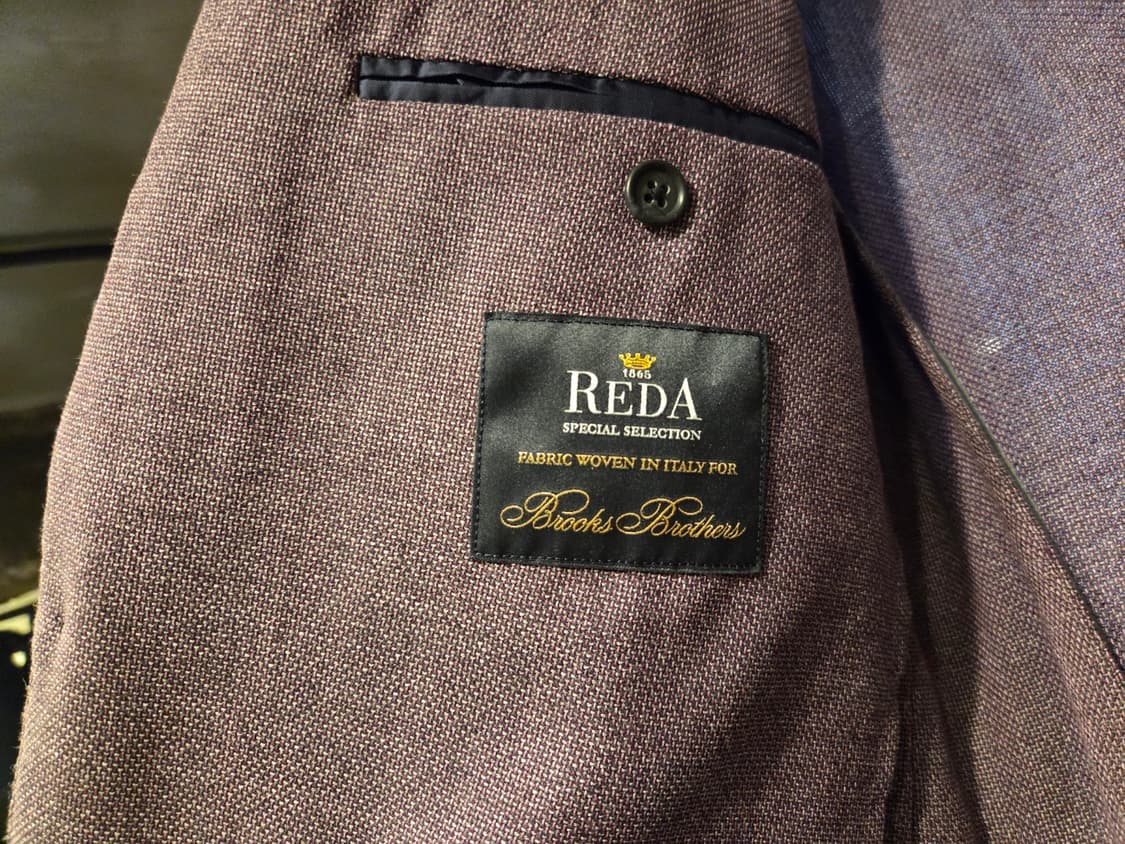 1865
REDA
SPECIAL SELECTION
FABRIC WOVEN IN ITALY FOR
Brooks Brothers